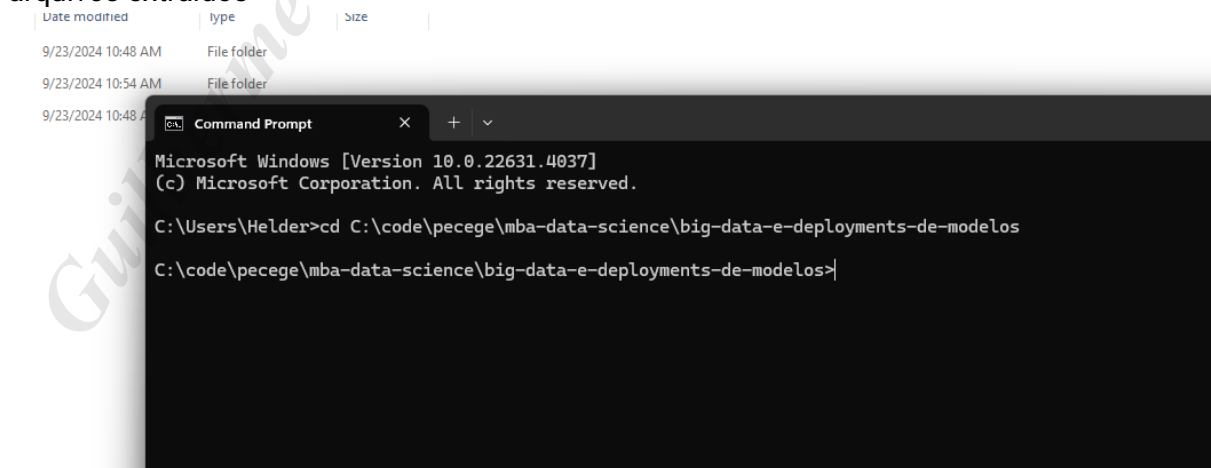 arquivos extraídos
Date modified Type Size
9/23/2024 10:48 AM File folder
9/23/2024 10:54 AM File folder
9/23/2024 10:48
Command Prompt
Microsoft Windows [Version 10.0.22631.4037]
(c) Microsoft Corporation. All rights reserved.
C:\Users\Helder>cd C:\code\pecege\mba-data-science\big-data-e-deployments-de-modelos
C:\code\pecege\mba-data-science\big-data-e-deployments-de-modelos>